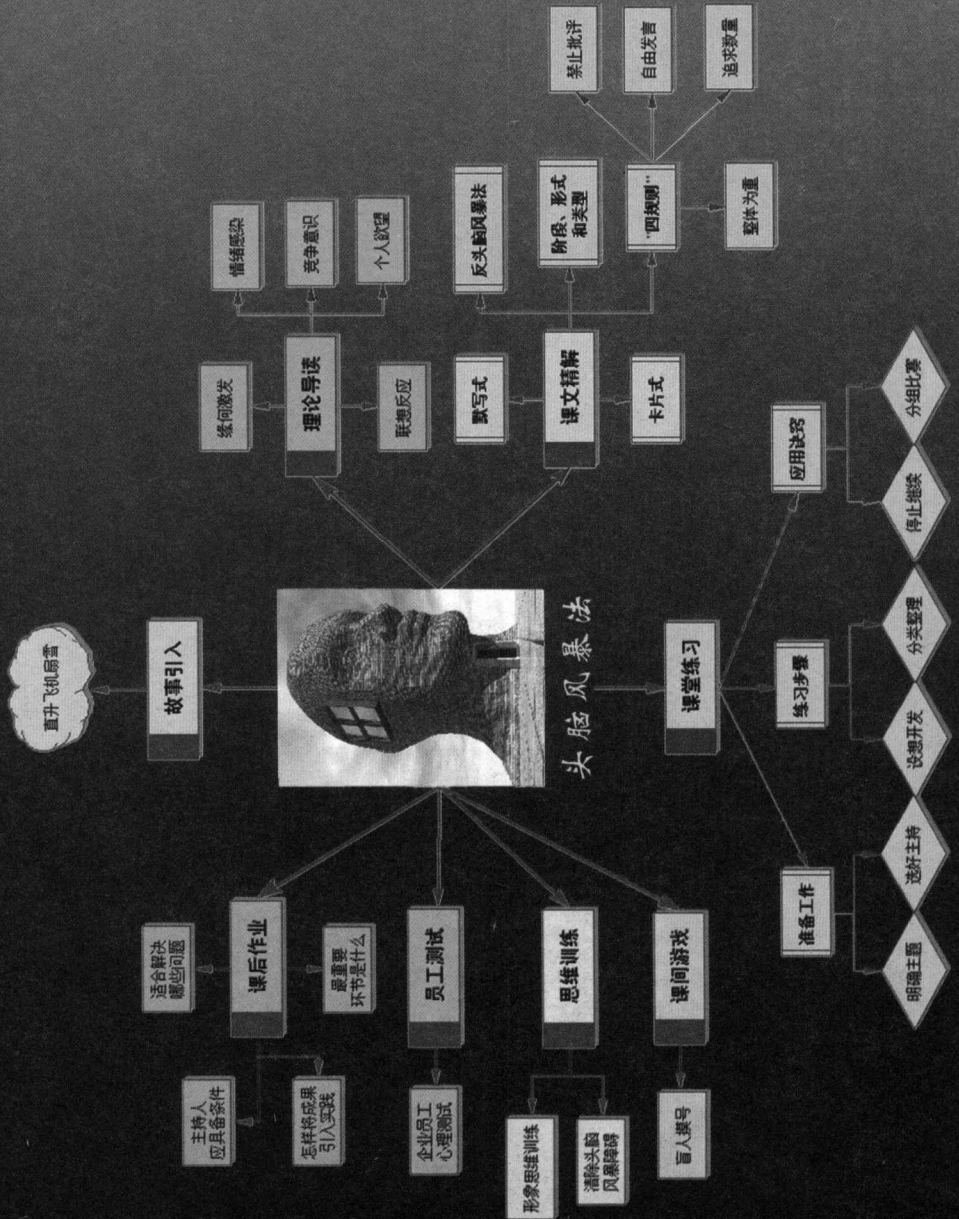 直升飞机扇雪
故事引入
头脑风暴法
课后作业
适合解决
哪些问题
最重要
环节是什么
主持人
应具备条件
怎样将成果
引入实践
员工测试
企业员工
心理测试
思维训练
形象思维训练
清除头脑
风暴障碍
课间游戏
盲人摸号
理论导读
缘何激发
联想反应
情绪感染
竞争意识
个人欲望
课文精解
默写式
卡片式
反头脑风暴法
阶段、形式
和类型
"四规则"
禁止批评
自由发言
追求数量
整体为重
课堂练习
准备工作
明确主题
选好主持
练习步骤
设想开发
分类整理
应用诀窍
停止继续
分组比赛